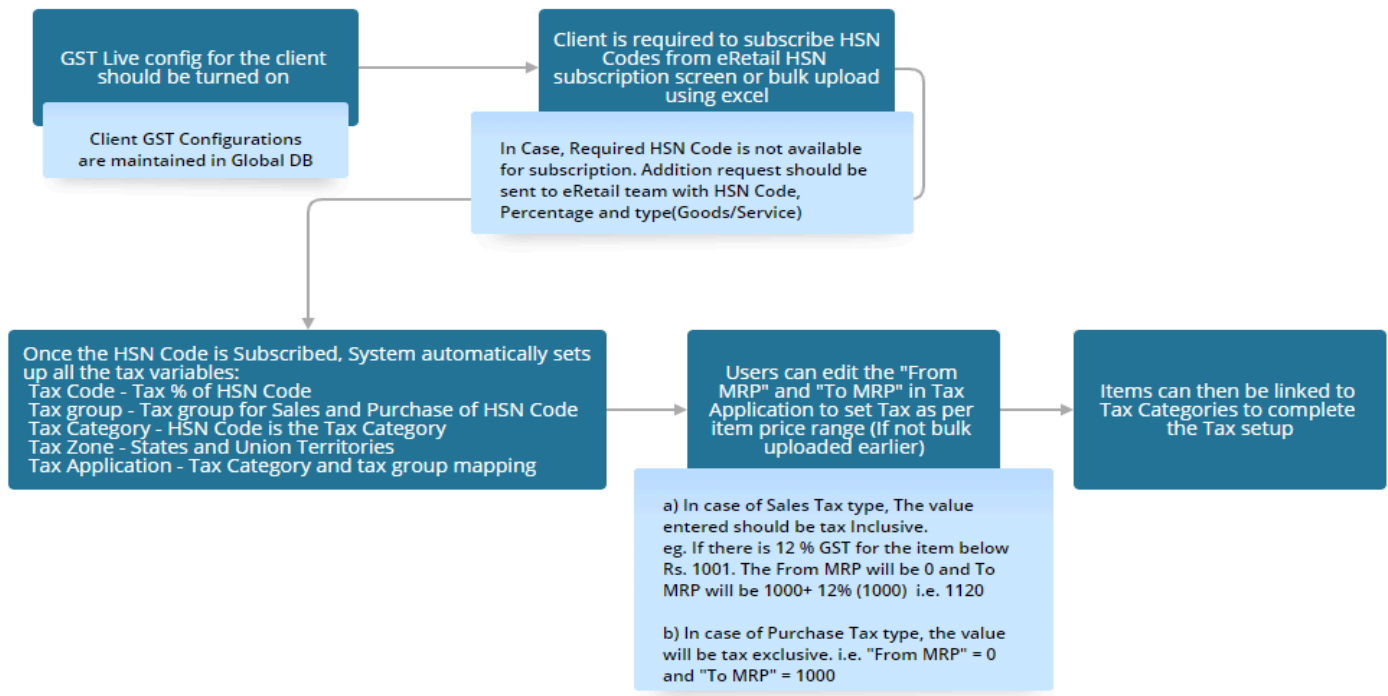 GST Live config for the client
should be turned on
Client GST Configurations
are maintained in Global DB
Client is required to subscribe HSN
Codes from eRetail HSN
subscription screen or bulk upload
using excel
In Case, Required HSN Code is not available
for subscription. Addition request should be
sent to eRetail team with HSN Code,
Percentage and type(Goods/Service)
Once the HSN Code is Subscribed, System automatically sets
up all the tax variables:
Tax Code - Tax % of HSN Code
Tax group - Tax group for Sales and Purchase of HSN Code
Tax Category - HSN Code is the Tax Category
Tax Zone - States and Union Territories
Tax Application - Tax Category and tax group mapping
Users can edit the "From
MRP" and "To MRP" in Tax
Application to set Tax as per
item price range (If not bulk
uploaded earlier)
a) In case of Sales Tax type, The value
entered should be tax Inclusive.
eg. If there is 12 % GST for the item below
Rs. 1001. The From MRP will be 0 and To
MRP will be 1000+ 12% (1000) i.e. 1120
b) In case of Purchase Tax type, the value
will be tax exclusive. i.e. "From MRP" = 0
and "To MRP" = 1000
Items can then be linked to
Tax Categories to complete
the Tax setup